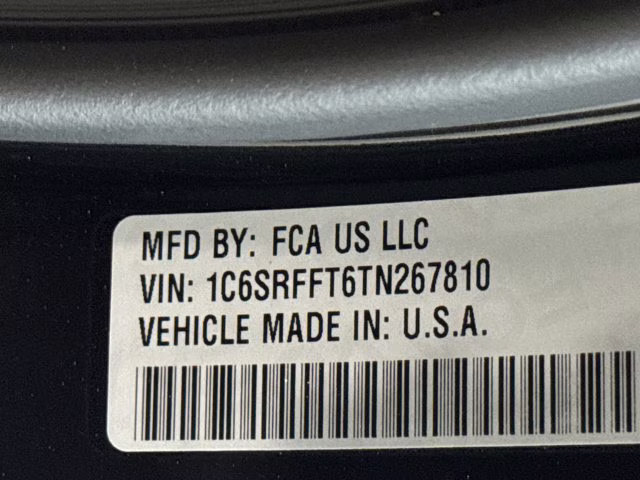 MFD BY: FCA US LLC
VIN: 1C6SRFFT6TN267810
VEHICLE MADE IN: U.S.A.